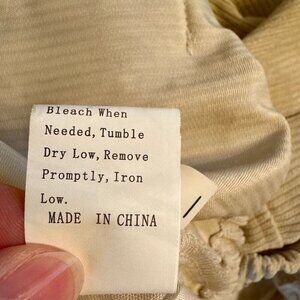 Bleach When
Needed, Tumble
Dry Low, Remove
Promptly, Iron
Low.
MADE IN CHINA